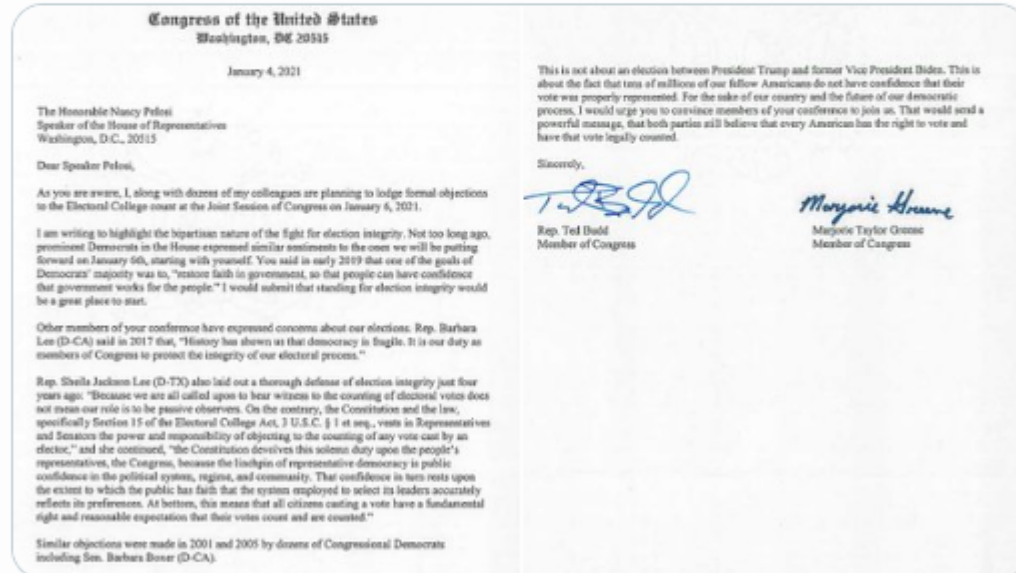 Congress of the United States
Washington, DC 20515
January 4, 2021
The Honorable Nancy Pelosi
Speaker of the House of Representatives
Washington, D.C., 20515
Dear Speaker Pelosi,
As you are aware, I, along with dozens of my colleagues are planning to lodge formal objections
to the Electoral College count at the Joint Session of Congress on January 6, 2021.
I am writing to highlight the bipartisan nature of the fight for election integrity. Not too long ago,
prominent Democrats in the House expressed similar sentiments to the ones we will be putting
forward on January 6th, starting with yourself. You said in early 2019 that one of the goals of
Democrats' majority was to, "restore faith in government, so that people can have confidence
that government works for the people." I would submit that standing for election integrity would
be a great place to start.
Other members of your conference have expressed concerns about our elections. Rep. Barbara
Lee (D-CA) said in 2017 that, "History has shown us that democracy is fragile. It is our duty as
members of Congress to protect the integrity of our electoral process."
Rep. Sheila Jackson Lee (D-TX) also laid out a thorough defense of election integrity just four
years ago: "Because we are all called upon to bear witness to the counting of electoral votes does
not mean our role is to be passive observers. On the contrary, the Constitution and the law,
specifically Section 15 of the Electoral College Act, 3 U.S.C. § 1 et seq., vests in Representatives
and Senators the power and responsibility of objecting to the counting of any vote cast by an
elector," and she continued, "the Constitution devolves this solemn duty upon the people's
representatives, the Congress, because the linchpin of representative democracy is public
confidence in the political system, regime, and community. That confidence in turn rests upon
the extent to which the public has faith that the system employed to select its leaders accurately
reflects its preferences. At bottom, this means that all citizens casting a vote have a fundamental
right and reasonable expectation that their votes count and are counted."
Similar objections were made in 2001 and 2005 by dozens of Congressional Democrats
including Sen. Barbara Boxer (D-CA).
This is not about an election between President Trump and former Vice President Biden. This is
about the fact that tens of millions of our fellow Americans do not have confidence that their
vote was properly represented. For the sake of our country and the future of our democratic
process, I would urge you to convince members of your conference to join us. That would send a
powerful message, that both parties still believe that every American has the right to vote and
have that vote legally counted.
Sincerely,
Ted Budd
Marjorie Greene
Rep. Ted Budd
Member of Congress
Marjorie Taylor Greene
Member of Congress